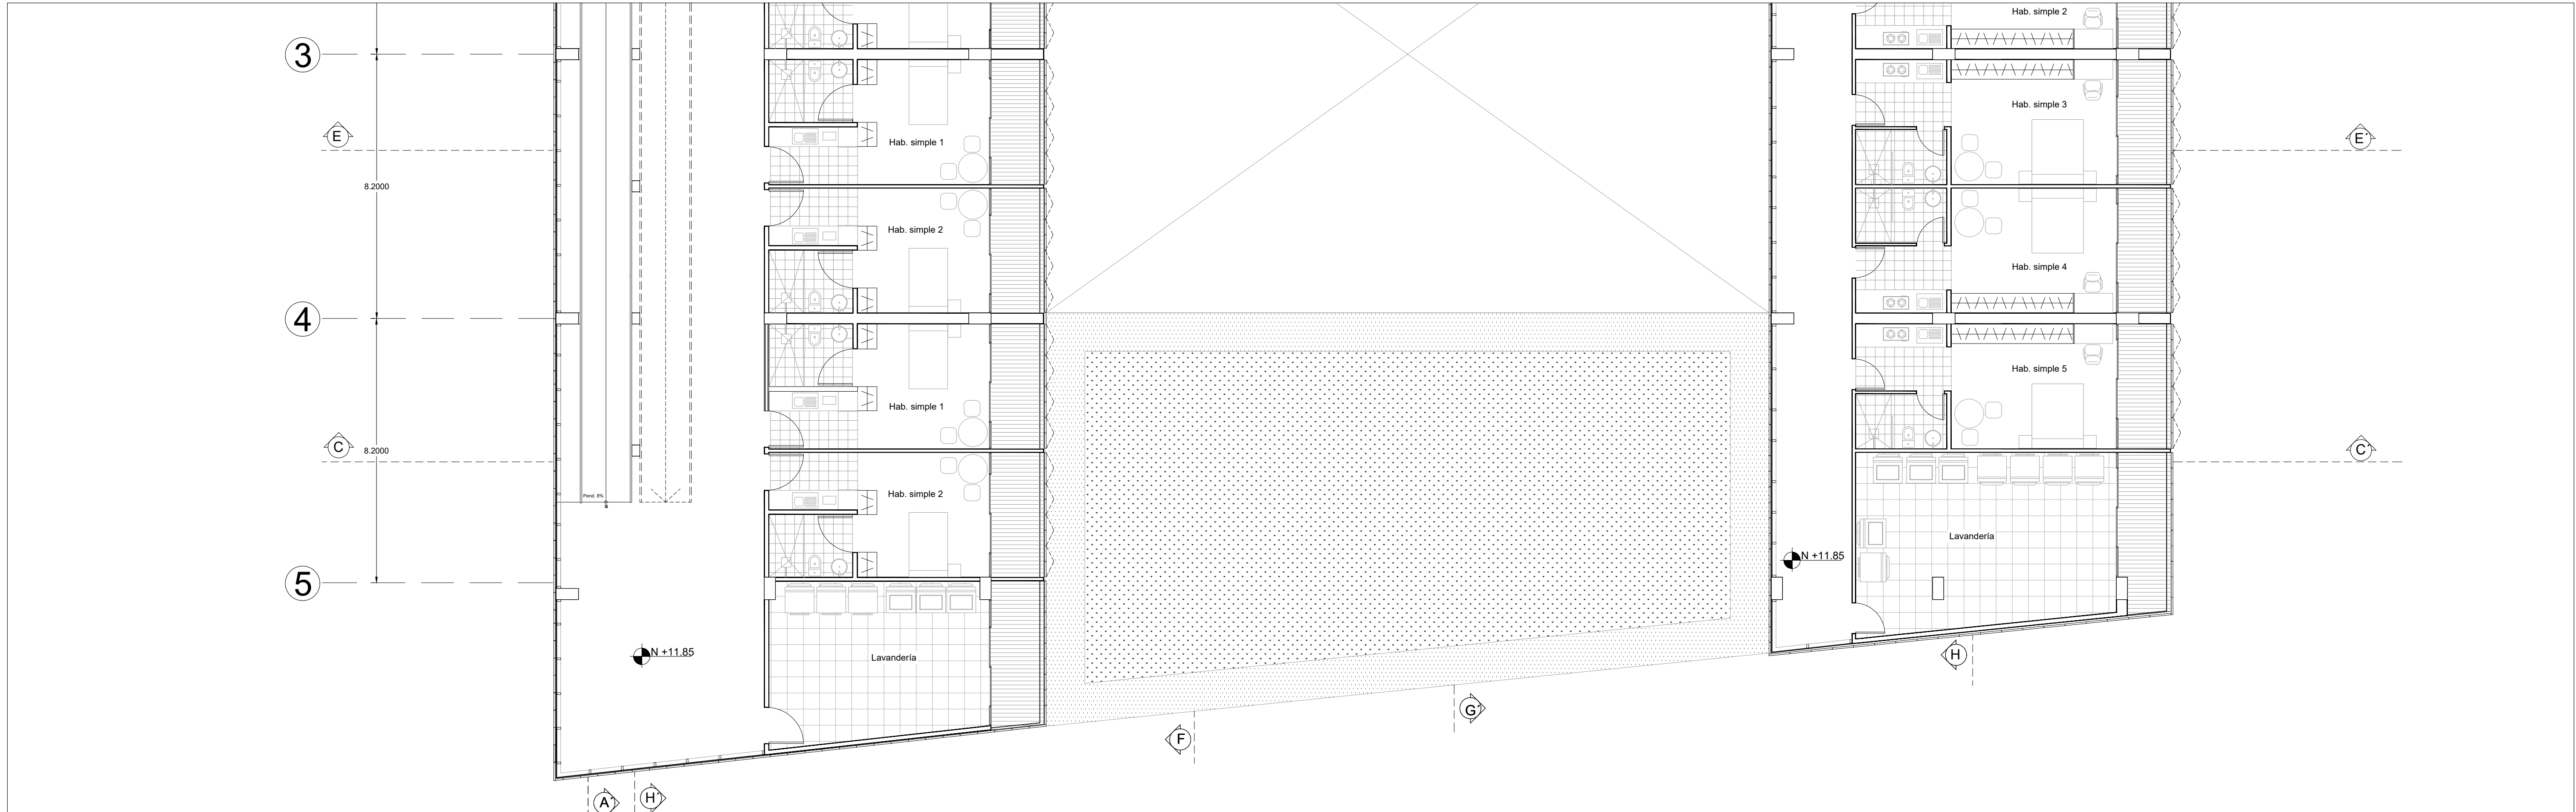 Hab. simple 2
3
Hab. simple 3
E
E´
Hab. simple 1
8.2000
Hab. simple 2
Hab. simple 4
4
Hab. simple 5
Hab. simple 1
C
8.2000
C´
Hab. simple 2
Pend. 8%
S
Lavandería
N +11.85
5
N +11.85
Lavandería
H
G´
F
A´
H´